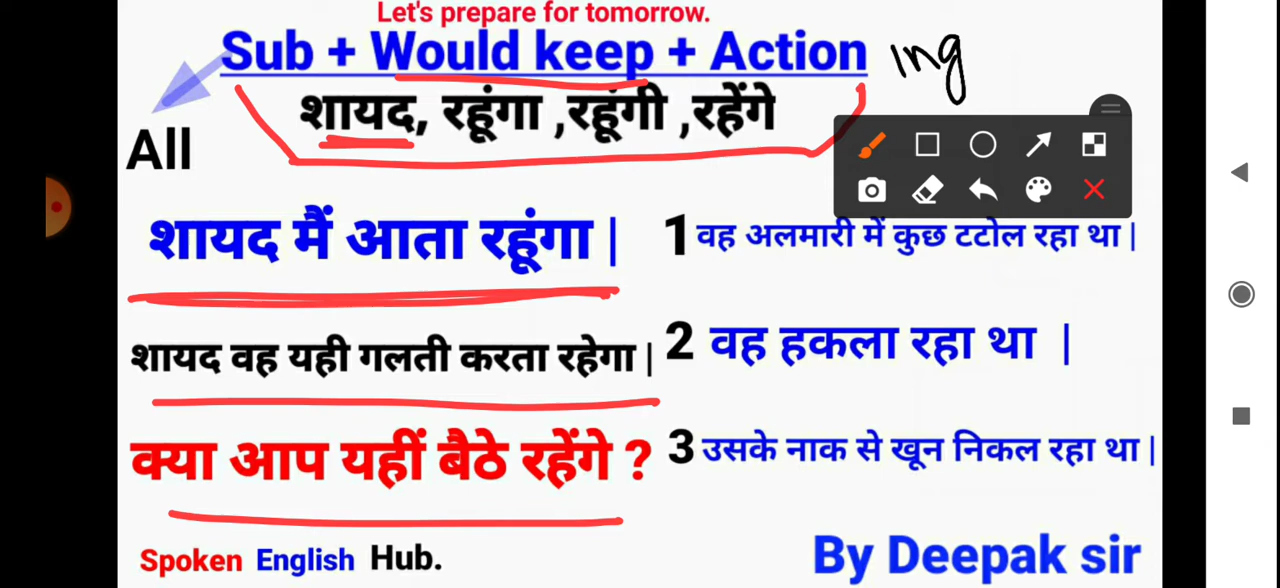 Let's prepare for tomorrow.
Sub + Would keep + Action ing
शायद, रहूंगा ,रहूंगी ,रहेंगे
All
शायद मैं आता रहूंगा |
शायद वह यही गलती करता रहेगा |
क्या आप यहीं बैठे रहेंगे ?
1 वह अलमारी में कुछ टटोल रहा था |
2 वह हकला रहा था |
3 उसके नाक से खून निकल रहा था |
Spoken English Hub.
By Deepak sir